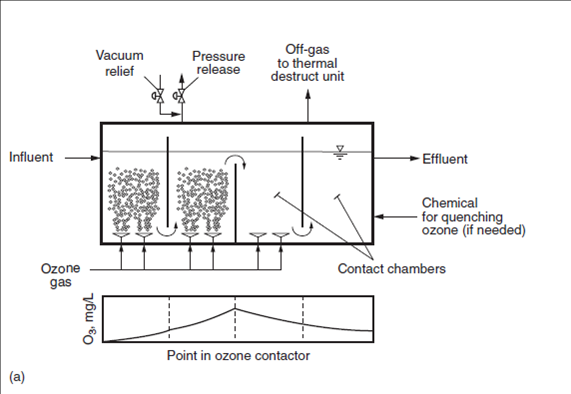 Vacuum
relief
Pressure
release
Off-gas
to thermal
destruct unit
Influent
Effluent
Chemical
for quenching
ozone (if needed)
Ozone
gas
Contact chambers
O3, mg/L
Point in ozone contactor
(a)